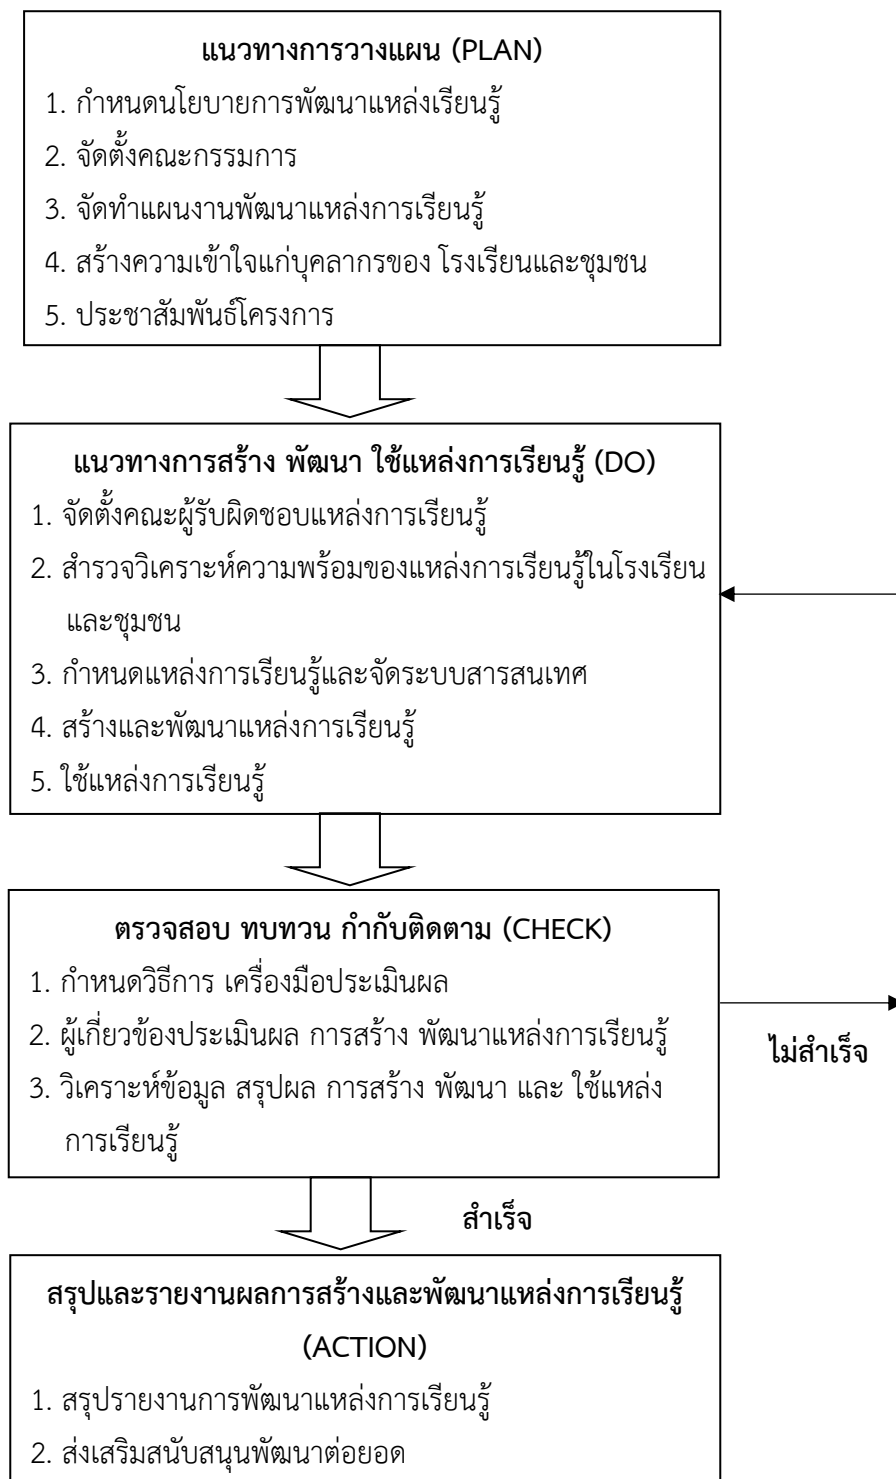 แนวทางการวางแผน (PLAN)
1. กำหนดนโยบายการพัฒนาแหล่งเรียนรู้
2. จัดตั้งคณะกรรมการ
3. จัดทำแผนงานพัฒนาแหล่งการเรียนรู้
4. สร้างความเข้าใจแก่บุคลากรของ โรงเรียนและชุมชน
5. ประชาสัมพันธ์โครงการ
แนวทางการสร้าง พัฒนา ใช้แหล่งการเรียนรู้ (DO)
1. จัดตั้งคณะผู้รับผิดชอบแหล่งการเรียนรู้
2. สำรวจวิเคราะห์ความพร้อมของแหล่งการเรียนรู้ในโรงเรียน
และชุมชน
3. กำหนดแหล่งการเรียนรู้และจัดระบบสารสนเทศ
4. สร้างและพัฒนาแหล่งการเรียนรู้
5. ใช้แหล่งการเรียนรู้
ตรวจสอบ ทบทวน กำกับติดตาม (CHECK)
1. กำหนดวิธีการ เครื่องมือประเมินผล
2. ผู้เกี่ยวข้องประเมินผล การสร้าง พัฒนาแหล่งการเรียนรู้
3. วิเคราะห์ข้อมูล สรุปผล การสร้าง พัฒนา และ ใช้แหล่ง
การเรียนรู้
ไม่สำเร็จ
สำเร็จ
สรุปและรายงานผลการสร้างและพัฒนาแหล่งการเรียนรู้
(ACTION)
1. สรุปรายงานการพัฒนาแหล่งการเรียนรู้
2. ส่งเสริมสนับสนุนพัฒนาต่อยอด